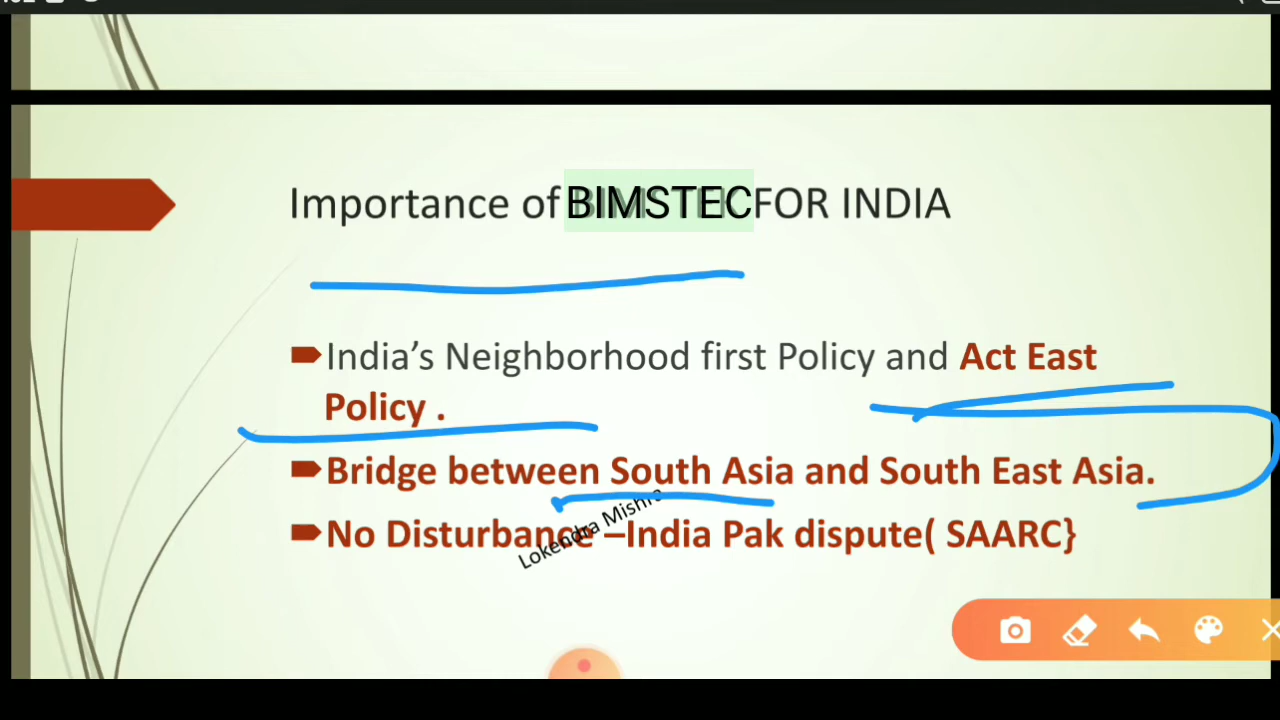 Importance of BIMSTEC FOR INDIA
India’s Neighborhood first Policy and Act East
Policy .
Bridge between South Asia and South East Asia.
No Disturbance –India Pak dispute( SAARC}
Lokendra Mishra